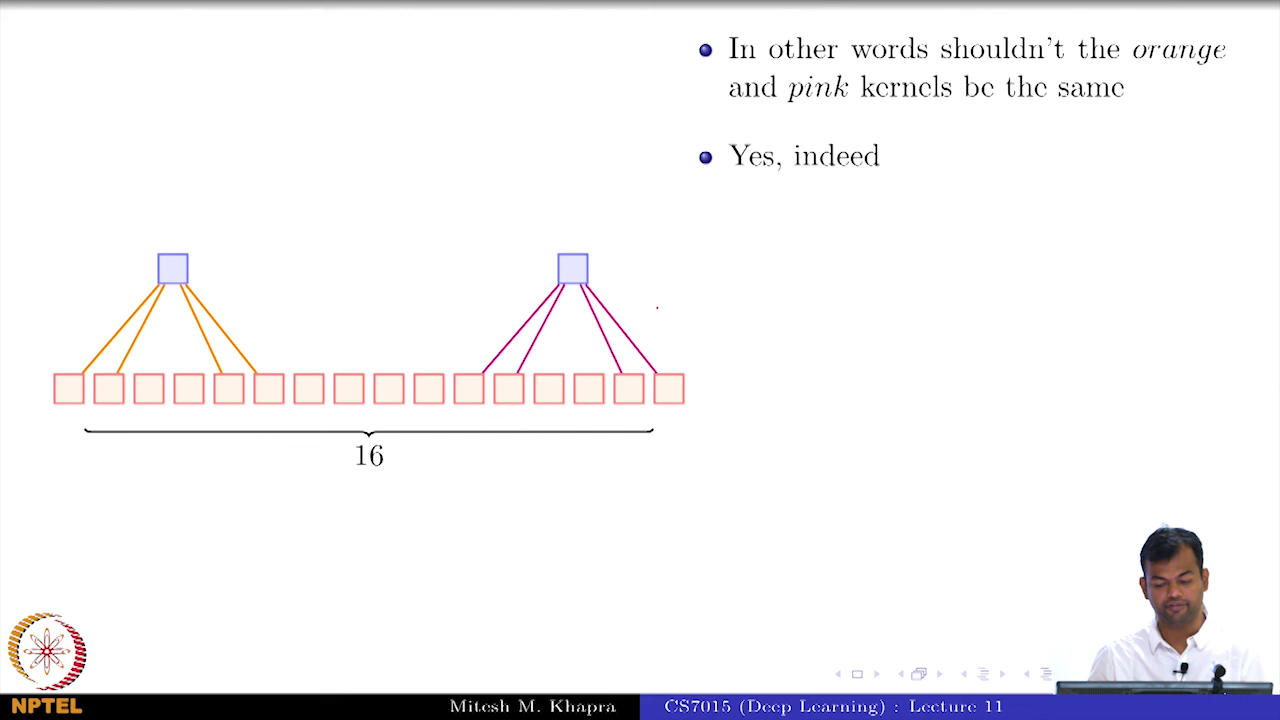 In other words shouldn't the orange
and pink kernels be the same
Yes, indeed
16
NPTEL
Mitesh M. Khapra
CS7015 (Deep Learning) : Lecture 11